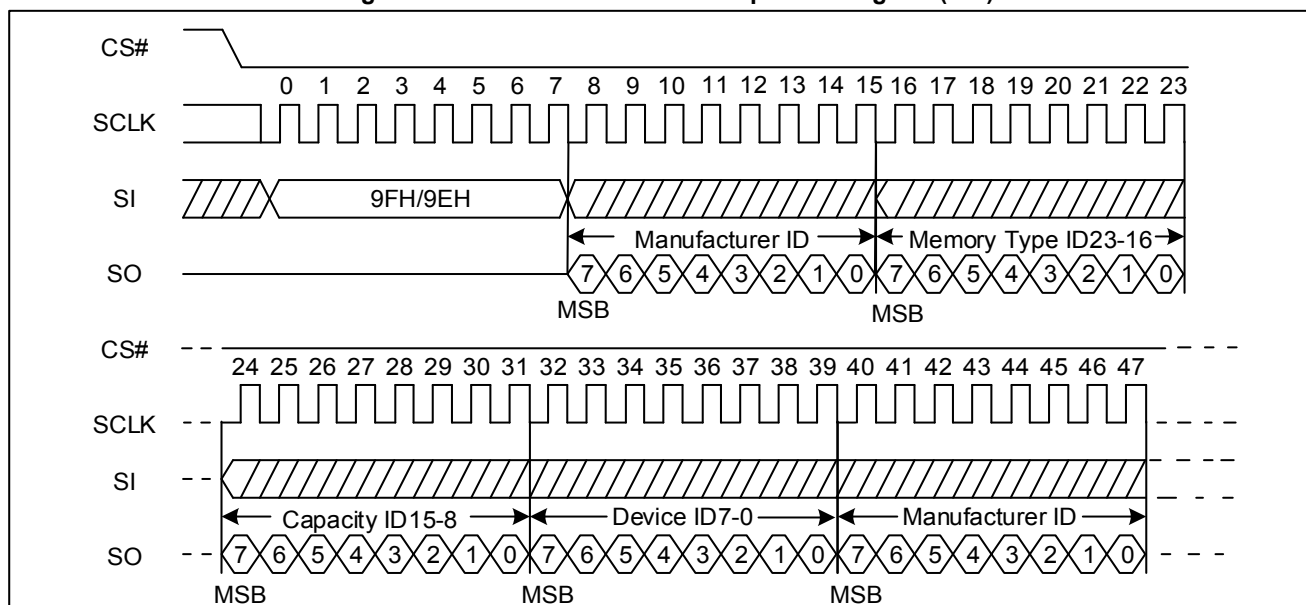 CS#
0 1 2 3 4 5 6 7 8 9 10 11 12 13 14 15 16 17 18 19 20 21 22 23
SCLK
SI 9FH/9EH
Manufacturer ID Memory Type ID23-16
SO 7 6 5 4 3 2 1 0 7 6 5 4 3 2 1 0
MSB MSB
CS#
24 25 26 27 28 29 30 31 32 33 34 35 36 37 38 39 40 41 42 43 44 45 46 47
SCLK
SI
Capacity ID15-8 Device ID7-0 Manufacturer ID
SO 7 6 5 4 3 2 1 0 7 6 5 4 3 2 1 0 7 6 5 4 3 2 1 0
MSB MSB MSB